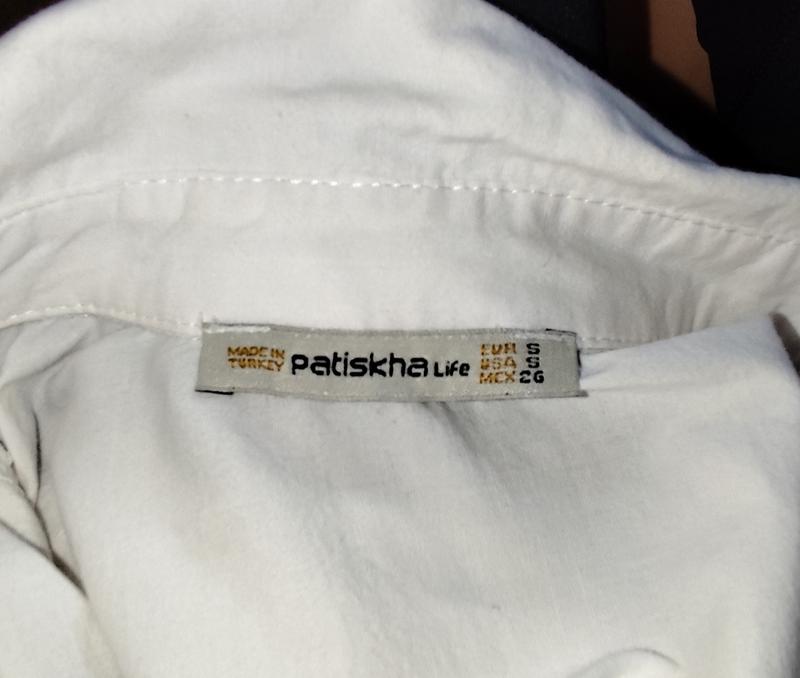 MADE IN
TURKEY
patiskha Life
EUR S
USA S
MEX 26